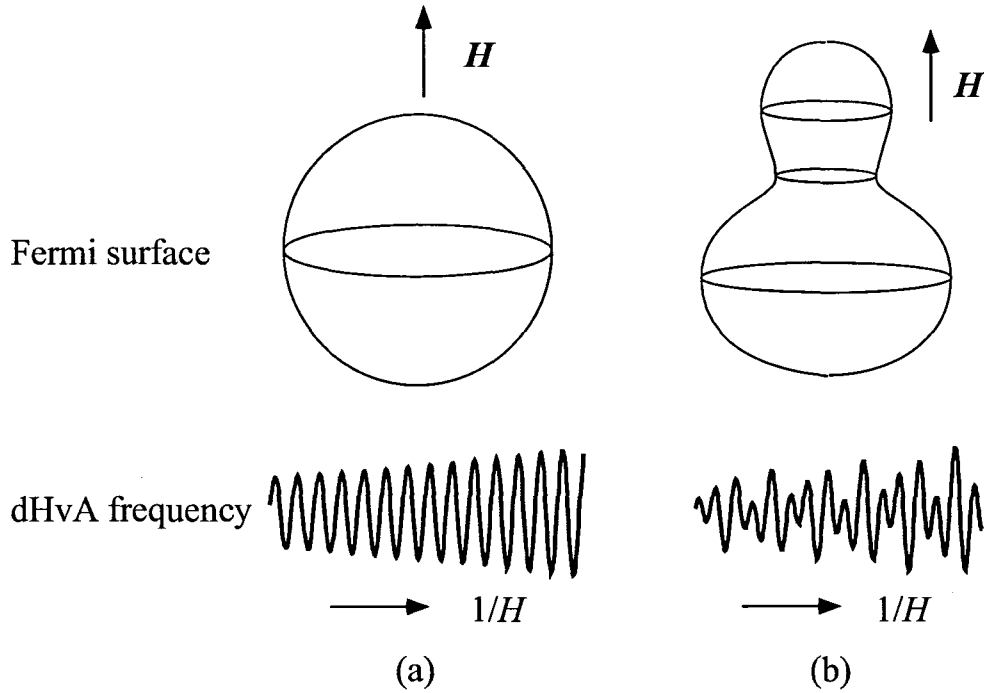 H
H
Fermi surface
dHvA frequency
1/H
1/H
(a)
(b)